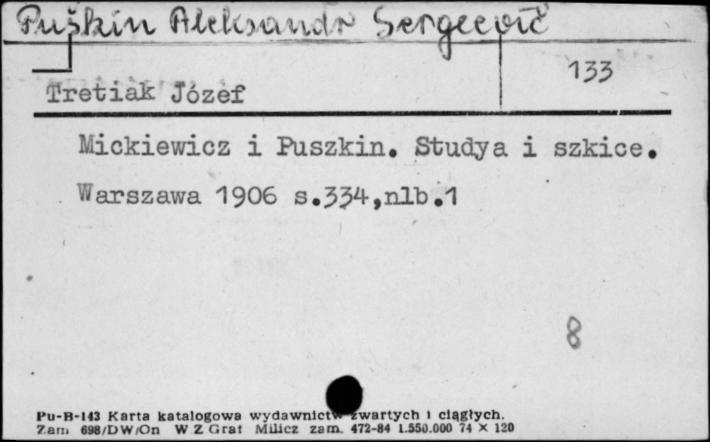 Puškin Aleksandr Sergeevič
133
Tretiak Józef
Mickiewicz i Puszkin. Studya i szkice.
Warszawa 1906 s.334,nlb.1
8
Pu-B-143 Karta katalogowa wydawnictw zwartych i ciągłych.
Zam 698/DW/On W Z Graf Milicz zam. 472-84 1.550.000 74 × 120